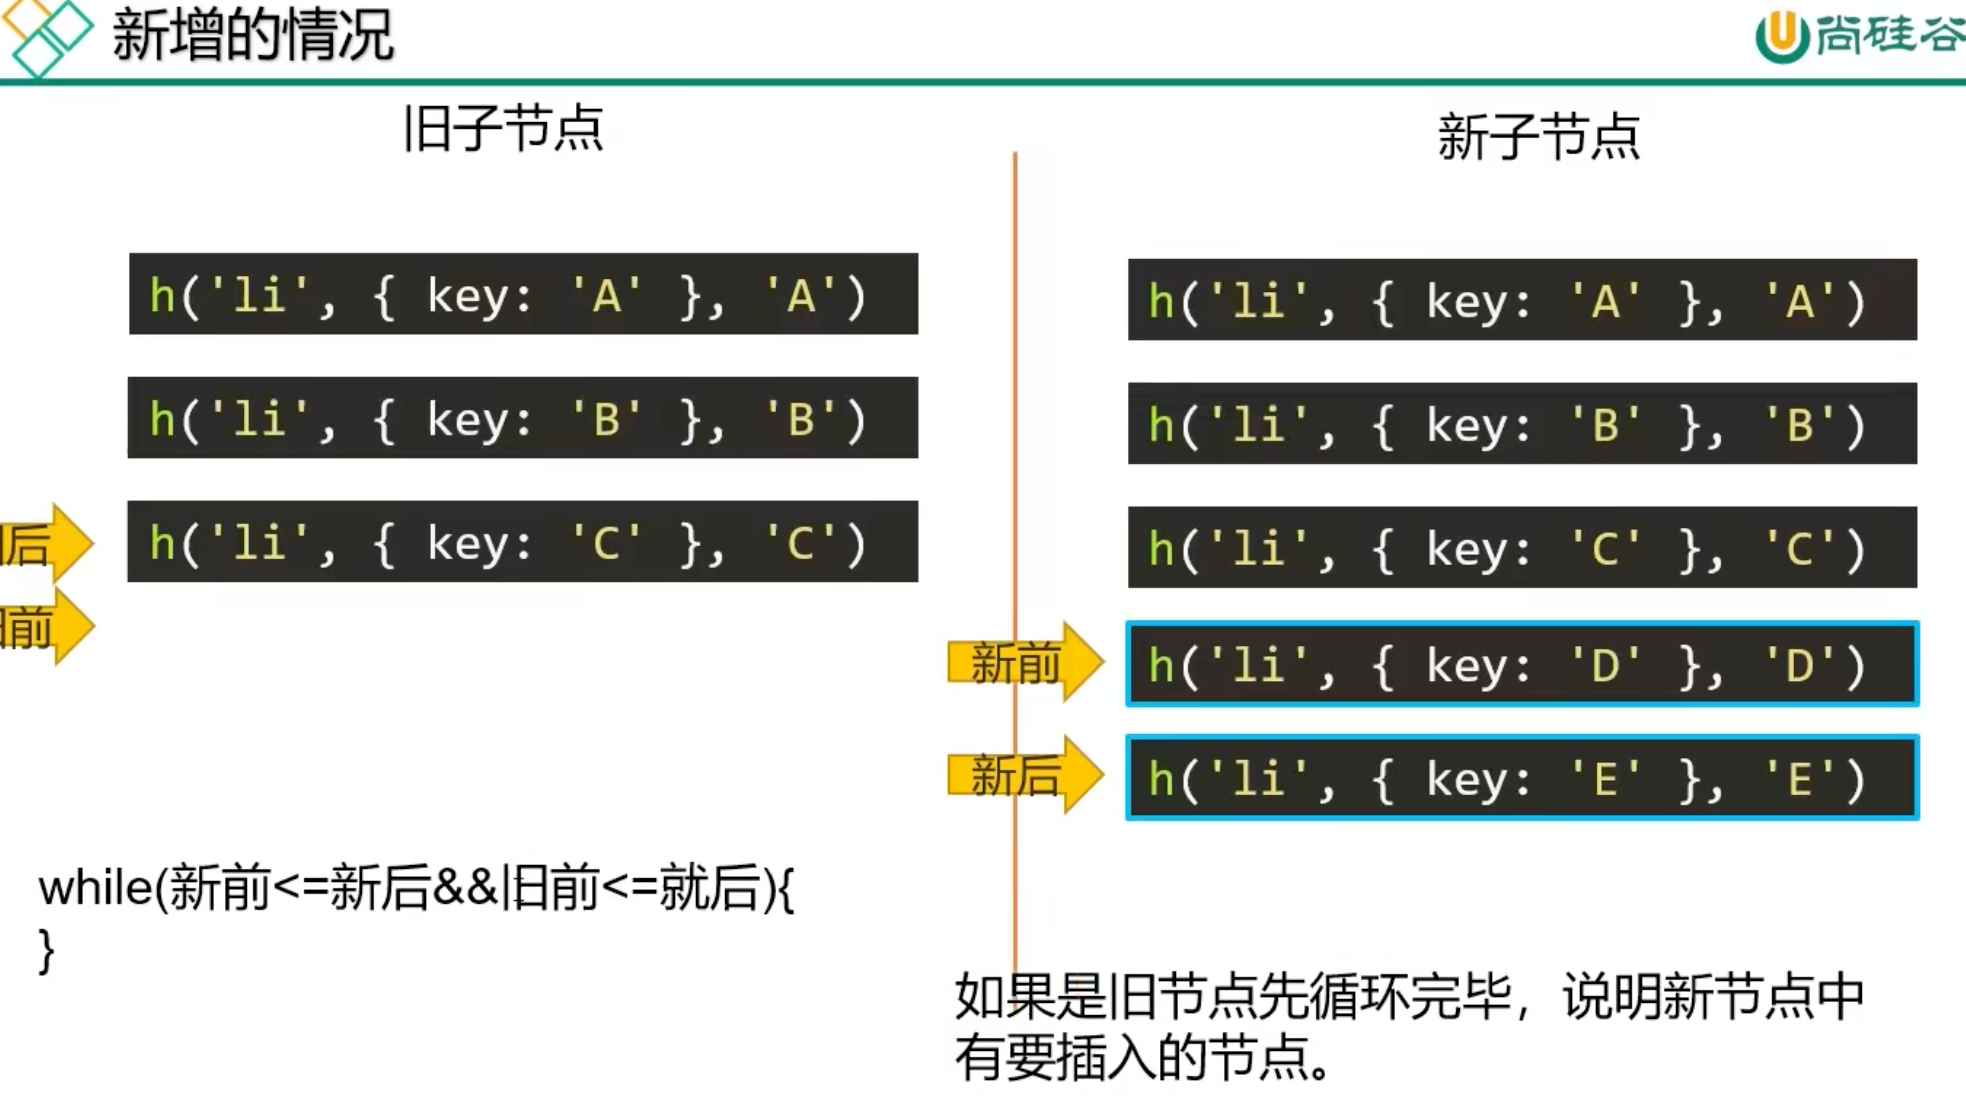 新增的情况
尚硅谷
旧子节点
新子节点
h('li', { key: 'A' }, 'A')
h('li', { key: 'B' }, 'B')
旧后
h('li', { key: 'C' }, 'C')
旧前
h('li', { key: 'A' }, 'A')
h('li', { key: 'B' }, 'B')
h('li', { key: 'C' }, 'C')
新前
h('li', { key: 'D' }, 'D')
新后
h('li', { key: 'E' }, 'E')
while(新前<=新后&&旧前<=就后){
}
如果是旧节点先循环完毕，说明新节点中
有要插入的节点。